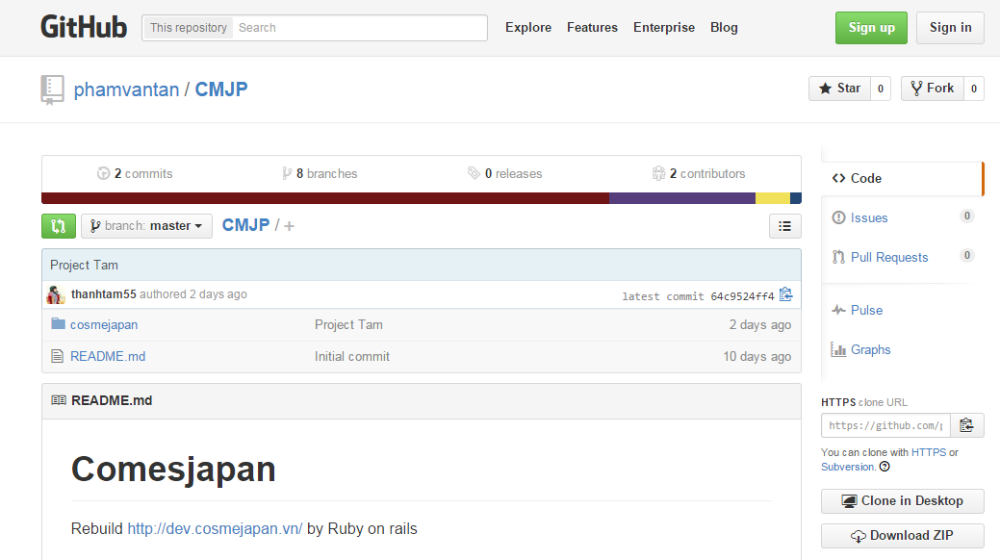 GitHub This repository Search Explore Features Enterprise Blog Sign up Sign in
phamvantan / CMJP Star 0 Fork 0
2 commits 8 branches 0 releases 2 contributors
branch: master CMJP / +
Project Tam
thanhtam55 authored 2 days ago latest commit 64c9524ff4
cosmejapan Project Tam 2 days ago
README.md Initial commit 10 days ago
README.md
Comesjapan
Rebuild http://dev.cosmejapan.vn/ by Ruby on rails
Code
Issues 0
Pull Requests 0
Pulse
Graphs
HTTPS clone URL
https://github.com/
You can clone with HTTPS or
Subversion.
Clone in Desktop
Download ZIP